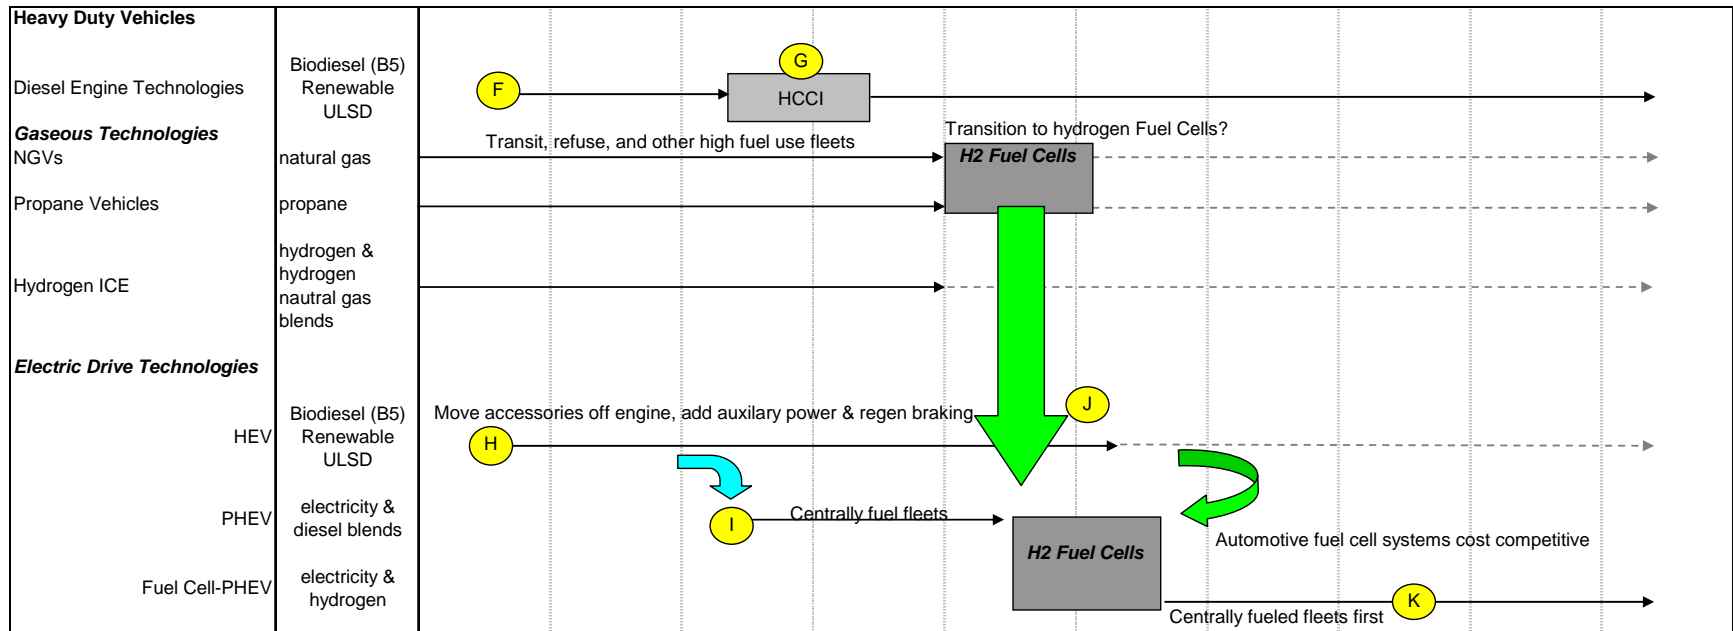 Heavy Duty Vehicles
Diesel Engine Technologies
Biodiesel (B5)
Renewable
ULSD
F
G
HCCI
Gaseous Technologies
NGVs
natural gas
Transit, refuse, and other high fuel use fleets
Transition to hydrogen Fuel Cells?
H2 Fuel Cells
Propane Vehicles
propane
Hydrogen ICE
hydrogen &
hydrogen
nautral gas
blends
Electric Drive Technologies
HEV
Biodiesel (B5)
Renewable
ULSD
Move accessories off engine, add auxilary power & regen braking
H
J
PHEV
electricity &
diesel blends
I
Centrally fuel fleets
H2 Fuel Cells
Automotive fuel cell systems cost competitive
Fuel Cell-PHEV
electricity &
hydrogen
K
Centrally fueled fleets first